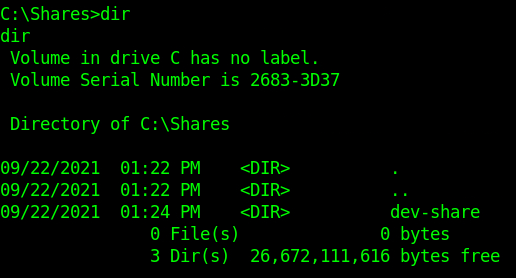 C:\Shares>dir
dir
 Volume in drive C has no label.
 Volume Serial Number is 2683-3D37

 Directory of C:\Shares

09/22/2021  01:22 PM    <DIR>          .
09/22/2021  01:22 PM    <DIR>          ..
09/22/2021  01:24 PM    <DIR>          dev-share
               0 File(s)              0 bytes
               3 Dir(s)  26,672,111,616 bytes free